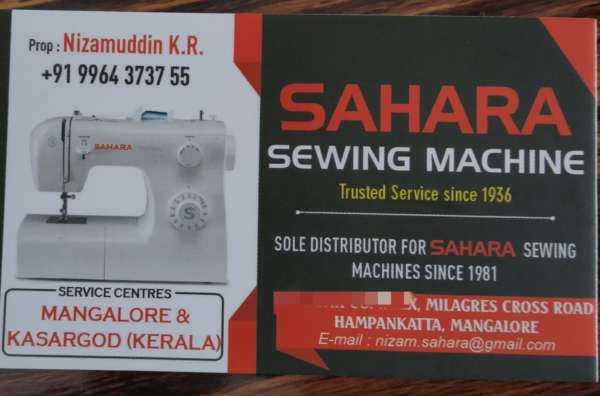 Prop : Nizamuddin K.R.
+91 9964 3737 55
SAHARA
SAHARA
SEWING MACHINE
Trusted Service since 1936
SOLE DISTRIBUTOR FOR SAHARA SEWING
MACHINES SINCE 1981
SERVICE CENTRES
MANGALORE &
KASARGOD (KERALA)
MILAGRES CROSS ROAD
HAMPANKATTA, MANGALORE
E-mail : nizam.sahara@gmail.com